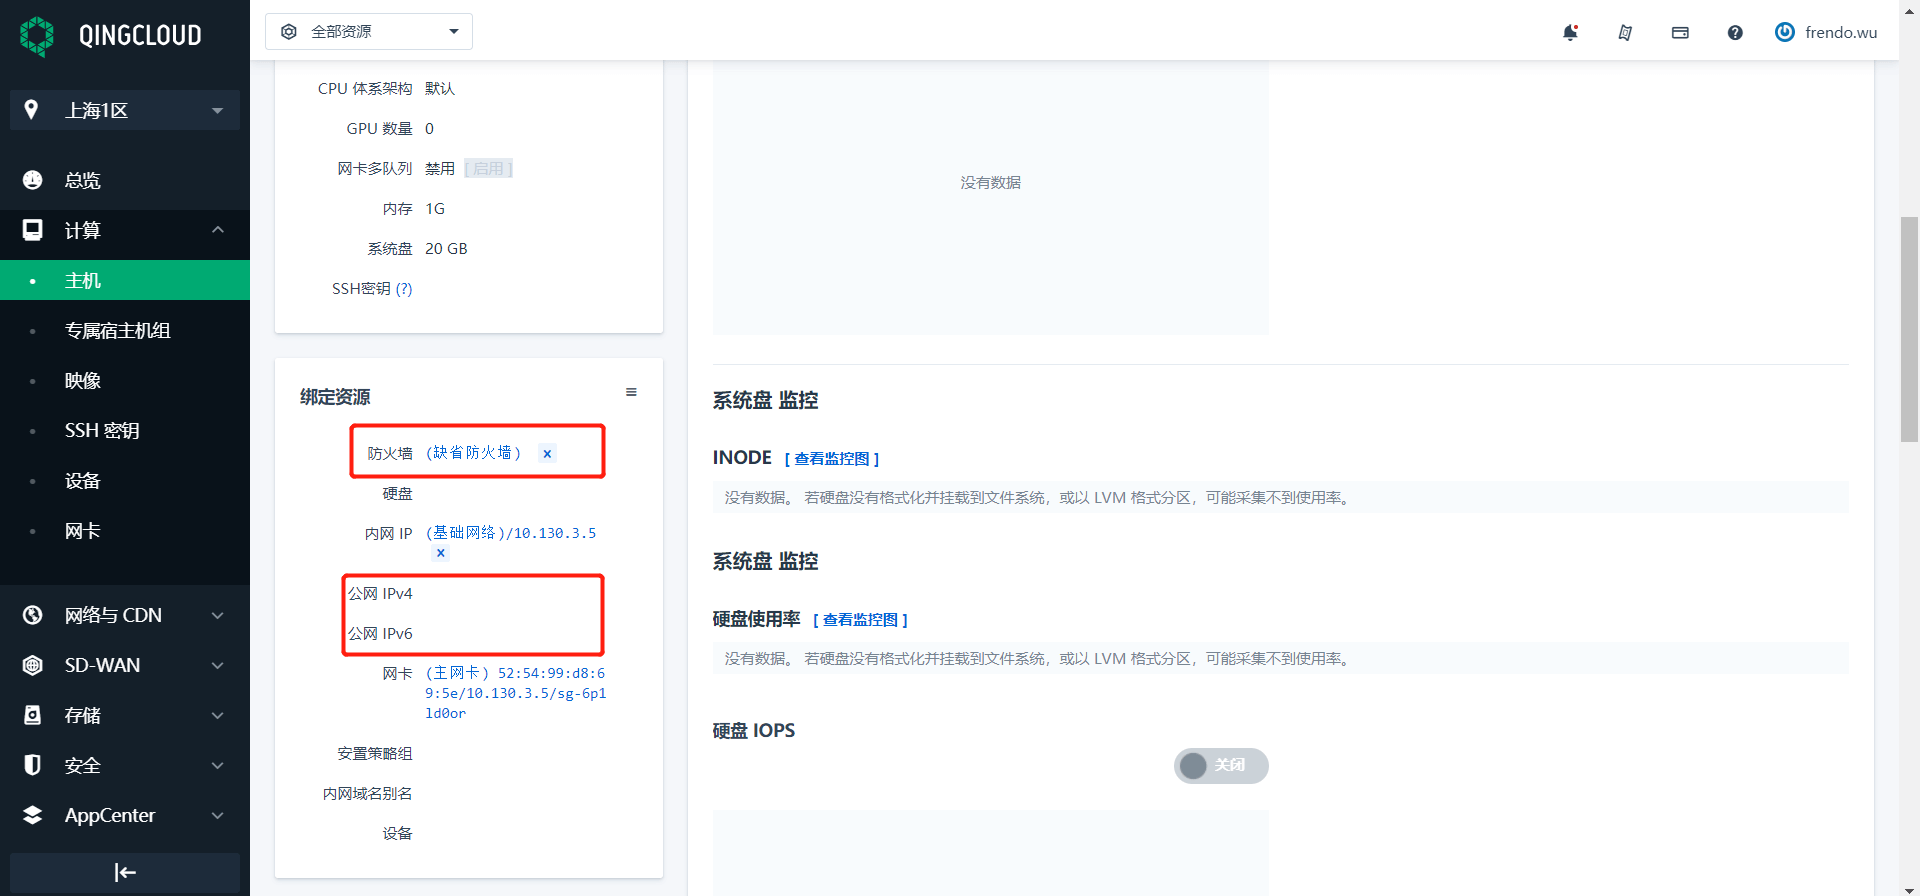 QINGCLOUD
全部资源
frendo.wu
上海1区
总览
计算
主机
专属宿主机组
映像
SSH 密钥
设备
网卡
网络与 CDN
SD-WAN
存储
安全
AppCenter
CPU 体系架构 默认
GPU 数量 0
网卡多队列 禁用 [ 启用 ]
内存 1G
系统盘 20 GB
SSH密钥 (?)
绑定资源
防火墙 (缺省防火墙) x
硬盘
内网 IP (基础网络)/10.130.3.5
x
公网 IPv4
公网 IPv6
网卡 (主网卡) 52:54:99:d8:6
9:5e/10.130.3.5/sg-6p1
ld0or
安置策略组
内网域名别名
设备
没有数据
系统盘 监控
INODE [ 查看监控图 ]
没有数据。 若硬盘没有格式化并挂载到文件系统，或以 LVM 格式分区，可能采集不到使用率。
系统盘 监控
硬盘使用率 [ 查看监控图 ]
没有数据。 若硬盘没有格式化并挂载到文件系统，或以 LVM 格式分区，可能采集不到使用率。
硬盘 IOPS
关闭